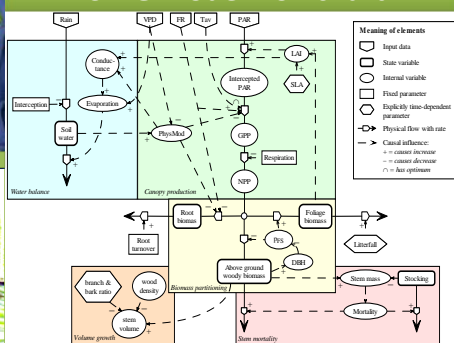 Rain
VPD
FR
Tav
PAR
Meaning of elements
Input data
State variable
Internal variable
Fixed parameter
Explicitly time-dependent
parameter
Physical flow with rate
Causal influence:
+ = causes increase
− = causes decrease
∩ = has optimum
LAI
Conduc-
tance
Intercepted
PAR
SLA
Interception
Evaporation
Soil
water
PhysMod
GPP
Respiration
NPP
Water balance
Canopy production
Root
biomas
Foliage
biomass
Root
turnover
PFS
Litterfall
DBH
Above ground
woody biomass
Stem mass
Stocking
Biomass partitioning
branch &
bark ratio
wood
density
stem
volume
Mortality
Volume growth
Stem mortality